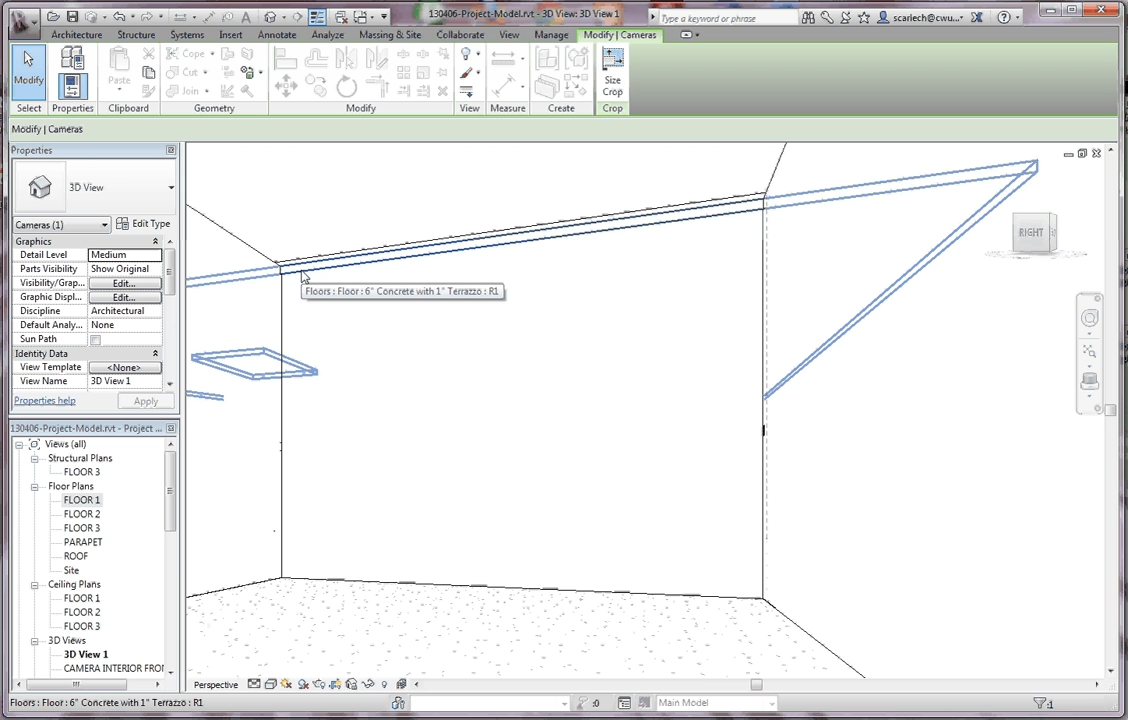 130406-Project-Model.rvt - 3D View: 3D View 1
Type a keyword or phrase
scariech@cwu...
Architecture Structure Systems Insert Annotate Analyze Massing & Site Collaborate View Manage Modify | Cameras
Modify
Paste
Cope
Cut
Join
Size
Crop
Select Properties Clipboard Geometry Modify View Measure Create Crop
Modify | Cameras
Properties
3D View
Cameras (1)
Edit Type
Graphics
Detail Level Medium
Parts Visibility Show Original
Visibility/Grap... Edit...
Graphic Displ... Edit...
Discipline Architectural
Default Analy... None
Sun Path
Identity Data
View Template <None>
View Name 3D View 1
Properties help
Apply
130406-Project-Model.rvt - Project ...
Views (all)
Structural Plans
FLOOR 3
Floor Plans
FLOOR 1
FLOOR 2
FLOOR 3
PARAPET
ROOF
Site
Ceiling Plans
FLOOR 1
FLOOR 2
FLOOR 3
3D Views
3D View 1
CAMERA INTERIOR FRO
Floors : Floor : 6" Concrete with 1" Terrazzo : R1
RIGHT
Perspective
Floors : Floor : 6" Concrete with 1" Terrazzo : R1
:0
Main Model
:1